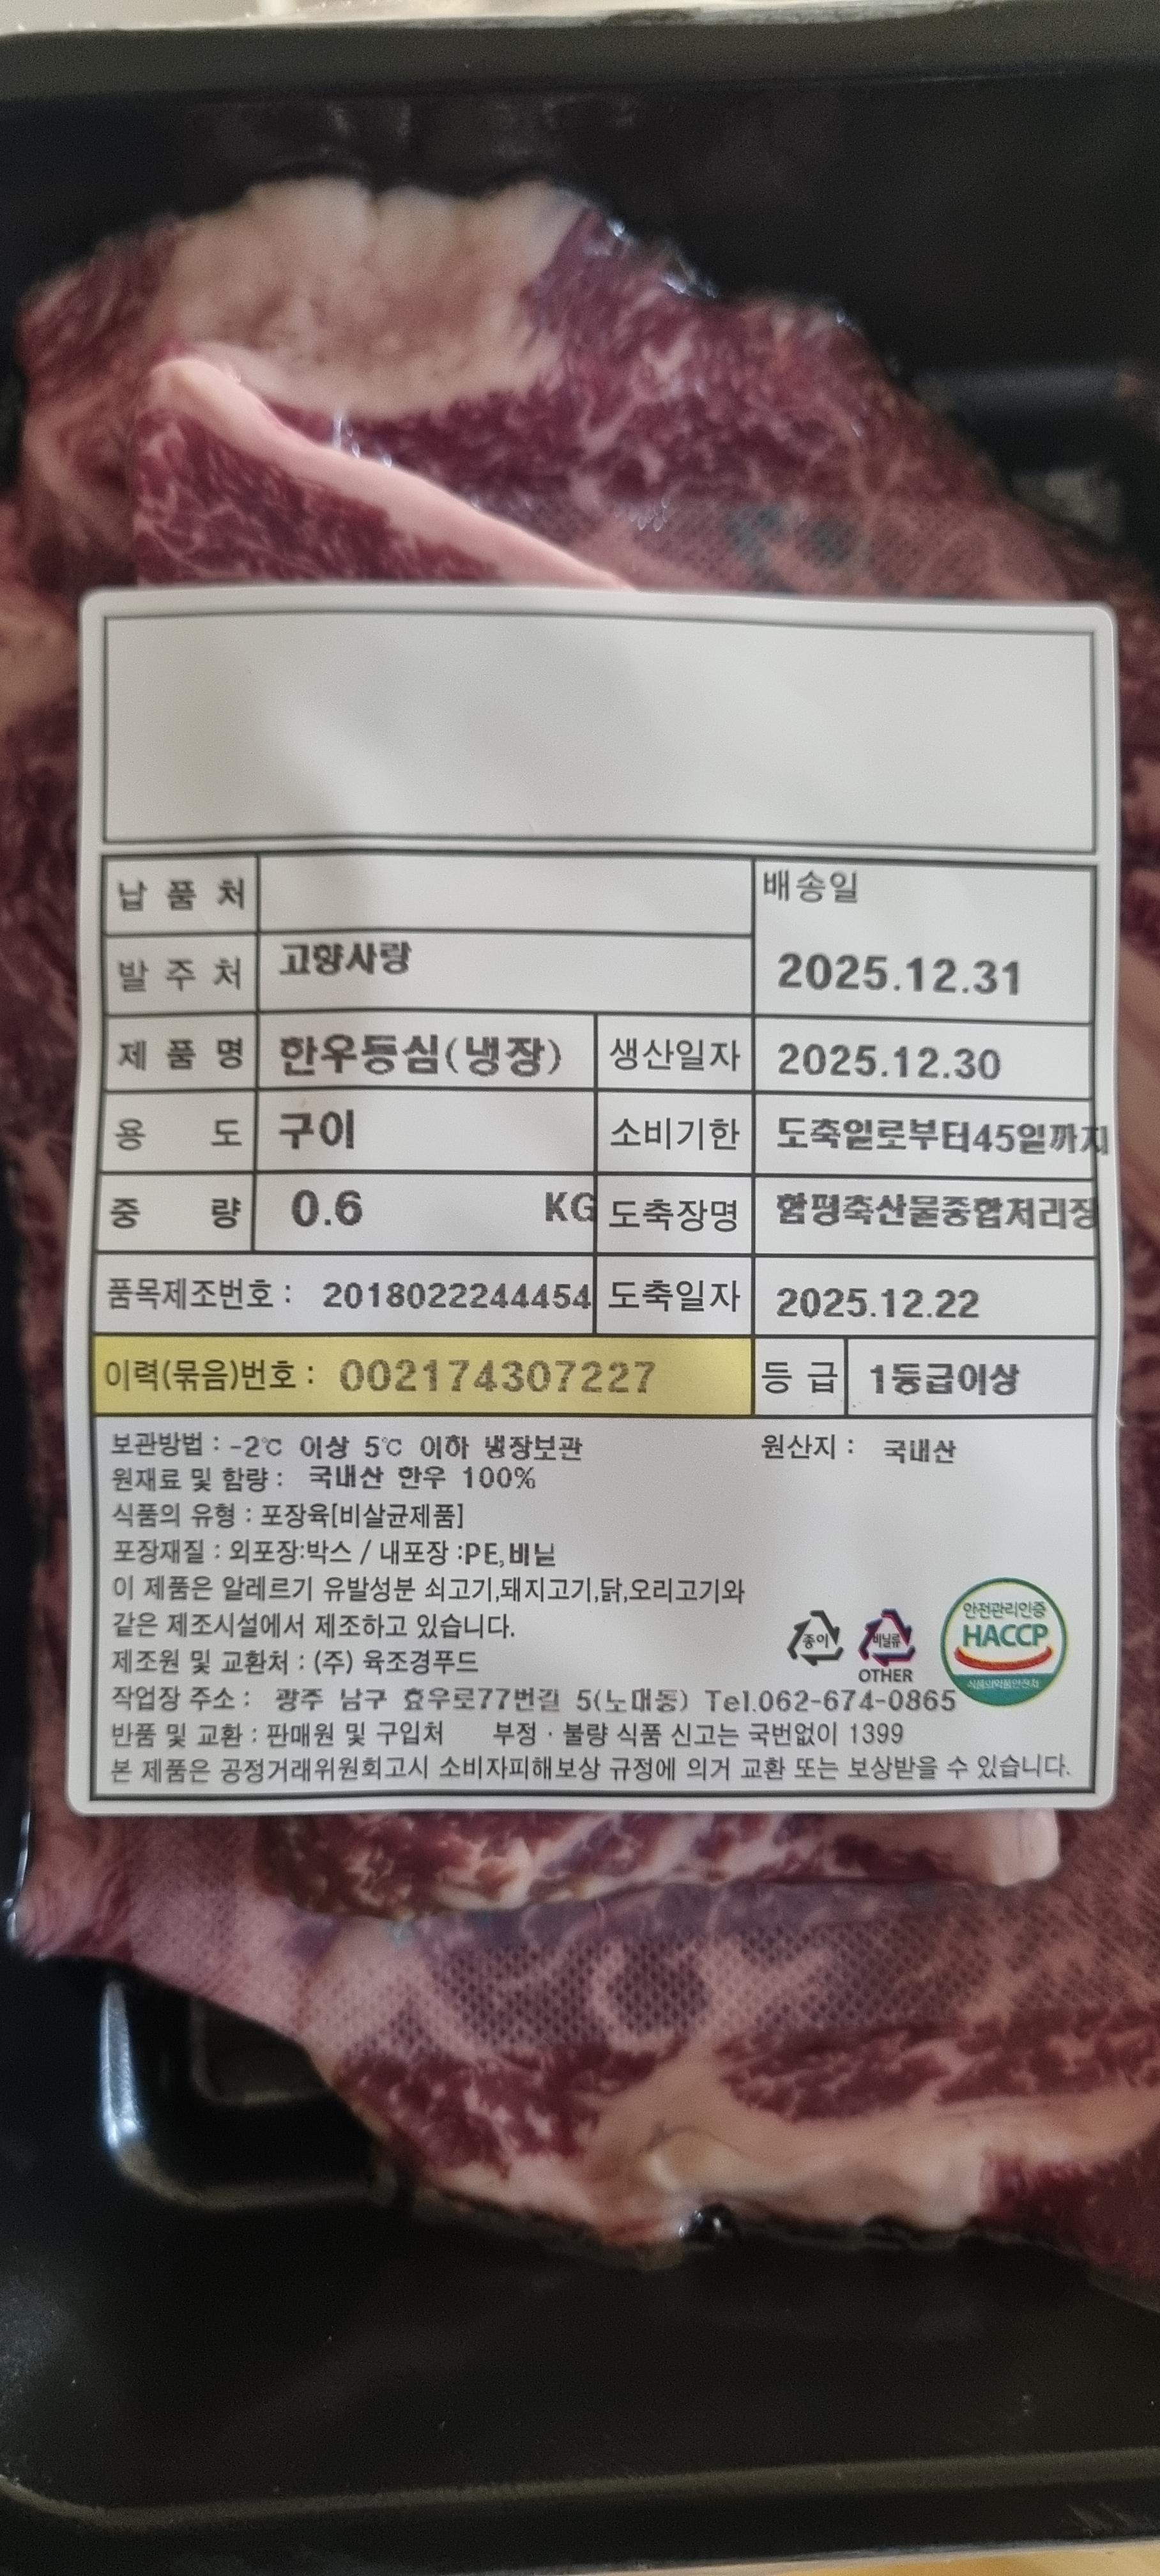 납 품 처
배송일
발 주 처 고향사랑 2025.12.31
제 품 명 한우등심(냉장) 생산일자 2025.12.30
용 도 구이 소비기한 도축일로부터45일까지
중 량 0.6 KG 도축장명 함평축산물종합처리장
품목제조번호 : 2018022244454 도축일자 2025.12.22
이력(묶음)번호 : 002174307227 등 급 1등급이상
보관방법 : -2℃ 이상 5℃ 이하 냉장보관 원산지 : 국내산
원재료 및 함량 : 국내산 한우 100%
식품의 유형 : 포장육[비살균제품]
포장재질 : 외포장:박스 / 내포장 :PE,비닐
이 제품은 알레르기 유발성분 쇠고기,돼지고기,닭,오리고기와
같은 제조시설에서 제조하고 있습니다.
종이 비닐류 OTHER
안전관리인증 HACCP 식품의약품안전처
제조원 및 교환처 : (주) 육조경푸드
작업장 주소 : 광주 남구 효우로77번길 5(노대동) Tel.062-674-0865
반품 및 교환 : 판매원 및 구입처 부정 · 불량 식품 신고는 국번없이 1399
본 제품은 공정거래위원회고시 소비자피해보상 규정에 의거 교환 또는 보상받을 수 있습니다.